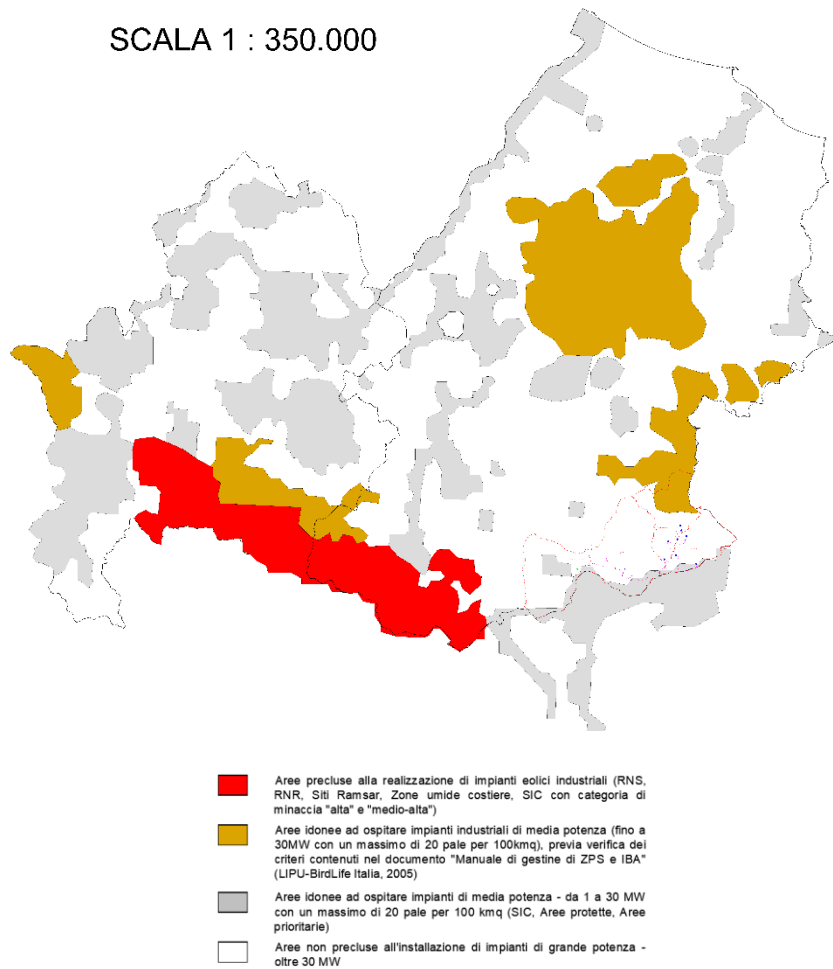 SCALA 1 : 350.000
Aree precluse alla realizzazione di impianti eolici industriali (RNS,
RNR, Siti Ramsar, Zone umide costiere, SIC con categoria di
minaccia "alta" e "medio-alta")
Aree idonee ad ospitare impianti industriali di media potenza (fino a
30MW con un massimo di 20 pale per 100kmq), previa verifica dei
criteri contenuti nel documento "Manuale di gestine di ZPS e IBA"
(LIPU-BirdLife Italia, 2005)
Aree idonee ad ospitare impianti di media potenza - da 1 a 30 MW
con un massimo di 20 pale per 100 kmq (SIC, Aree protette, Aree
prioritarie)
Aree non precluse all'installazione di impianti di grande potenza -
oltre 30 MW